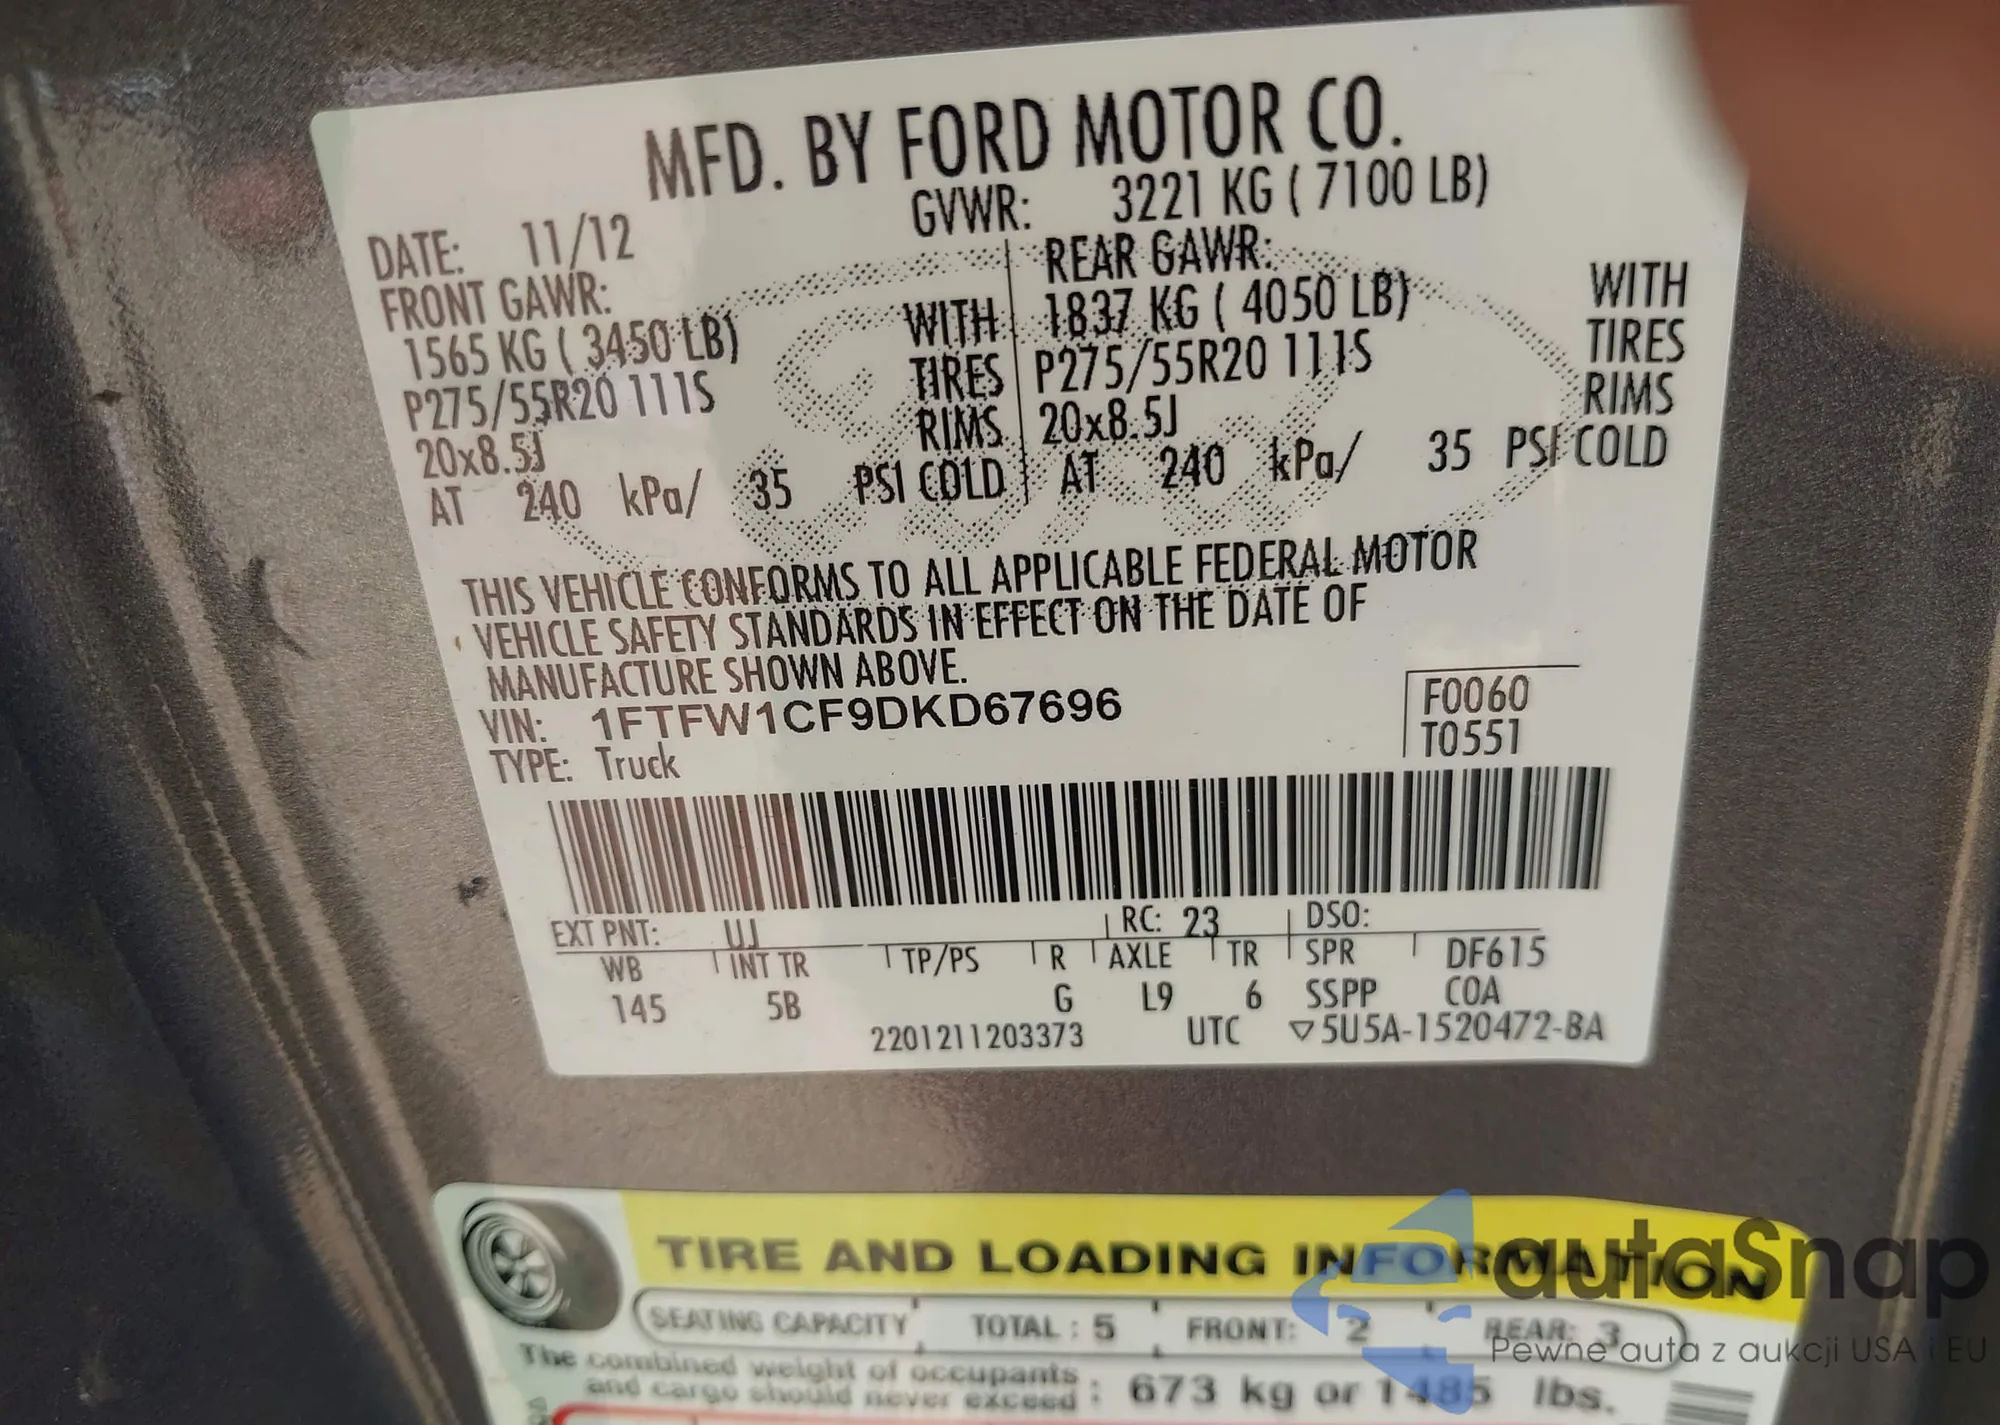 MFD. BY FORD MOTOR CO.
DATE: 11/12 GVWR: 3221 KG ( 7100 LB)
FRONT GAWR: REAR GAWR:
1565 KG ( 3450 LB) WITH 1837 KG ( 4050 LB) WITH
P275/55R20 111S TIRES P275/55R20 111S TIRES
20x8.5J RIMS 20x8.5J RIMS
AT 240 kPa/ 35 PSI COLD AT 240 kPa/ 35 PSI COLD
THIS VEHICLE CONFORMS TO ALL APPLICABLE FEDERAL MOTOR
VEHICLE SAFETY STANDARDS IN EFFECT ON THE DATE OF
MANUFACTURE SHOWN ABOVE.
VIN: 1FTFW1CF9DKD67696 F0060
TYPE: Truck T0551
EXT PNT: UJ RC: 23 DSO:
WB INT TR TP/PS R AXLE TR SPR DF615
145 5B G L9 6 SSPP COA
2201211203373 UTC ▽5U5A-1520472-BA
TIRE AND LOADING INFORMATION
SEATING CAPACITY TOTAL : 5 FRONT: 2 REAR: 3
The combined weight of occupants
and cargo should never exceed : 673 kg or 1485 lbs.
autaSnap
Pewne auta z aukcji USA i EU